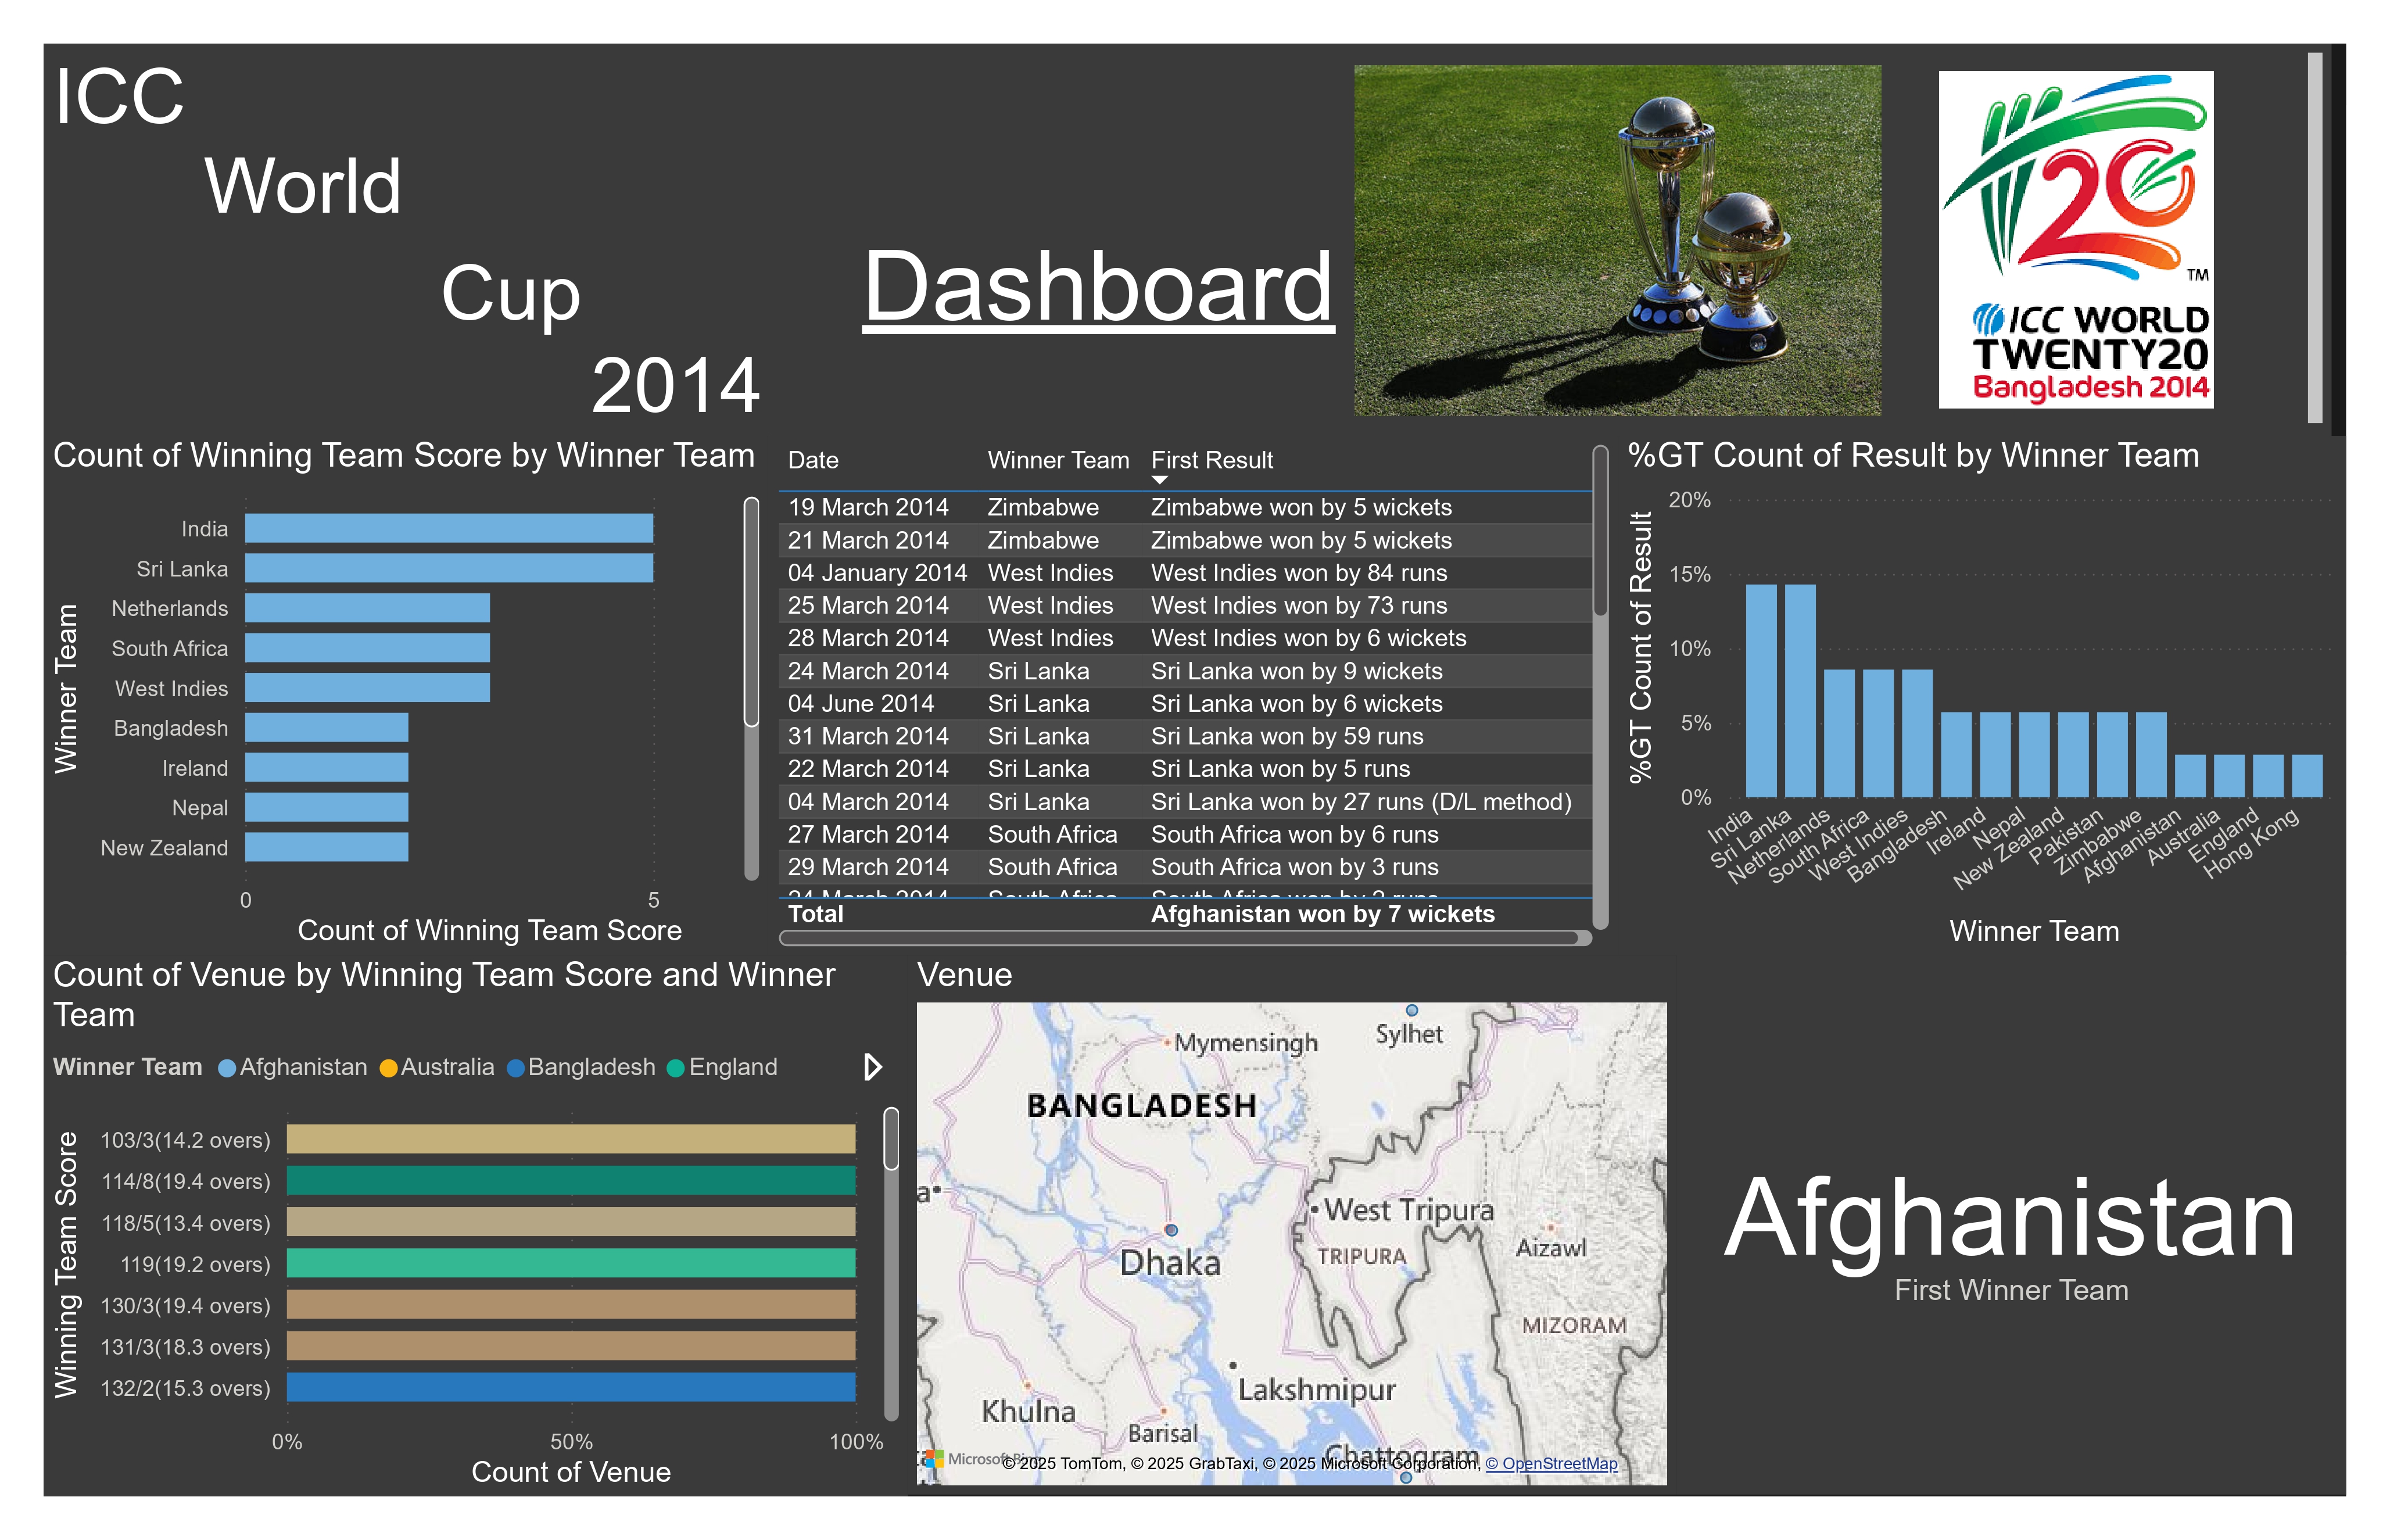 ICC
World
Cup
2014
Dashboard
T20
TM
ICC WORLD
TWENTY20
Bangladesh 2014
Count of Winning Team Score by Winner Team
Winner Team
India
Sri Lanka
Netherlands
South Africa
West Indies
Bangladesh
Ireland
Nepal
New Zealand
0 5
Count of Winning Team Score
Date Winner Team First Result
19 March 2014 Zimbabwe Zimbabwe won by 5 wickets
21 March 2014 Zimbabwe Zimbabwe won by 5 wickets
04 January 2014 West Indies West Indies won by 84 runs
25 March 2014 West Indies West Indies won by 73 runs
28 March 2014 West Indies West Indies won by 6 wickets
24 March 2014 Sri Lanka Sri Lanka won by 9 wickets
04 June 2014 Sri Lanka Sri Lanka won by 6 wickets
31 March 2014 Sri Lanka Sri Lanka won by 59 runs
22 March 2014 Sri Lanka Sri Lanka won by 5 runs
04 March 2014 Sri Lanka Sri Lanka won by 27 runs (D/L method)
27 March 2014 South Africa South Africa won by 6 runs
29 March 2014 South Africa South Africa won by 3 runs
24 March 2014 South Africa South Africa won by 2 runs
Total Afghanistan won by 7 wickets
%GT Count of Result by Winner Team
%GT Count of Result
20%
15%
10%
5%
0%
India
Sri Lanka
Netherlands
South Africa
West Indies
Bangladesh
Ireland
Nepal
New Zealand
Pakistan
Zimbabwe
Afghanistan
Australia
England
Hong Kong
Winner Team
Count of Venue by Winning Team Score and Winner
Team
Winner Team Afghanistan Australia Bangladesh England
Winning Team Score
103/3(14.2 overs)
114/8(19.4 overs)
118/5(13.4 overs)
119(19.2 overs)
130/3(19.4 overs)
131/3(18.3 overs)
132/2(15.3 overs)
0% 50% 100%
Count of Venue
Venue
Sylhet
Mymensingh
BANGLADESH
West Tripura
TRIPURA
Aizawl
Dhaka
MIZORAM
Lakshmipur
Khulna
Barisal
Chattogram
Microsoft Bing
© 2025 TomTom, © 2025 GrabTaxi, © 2025 Microsoft Corporation, © OpenStreetMap
Afghanistan
First Winner Team